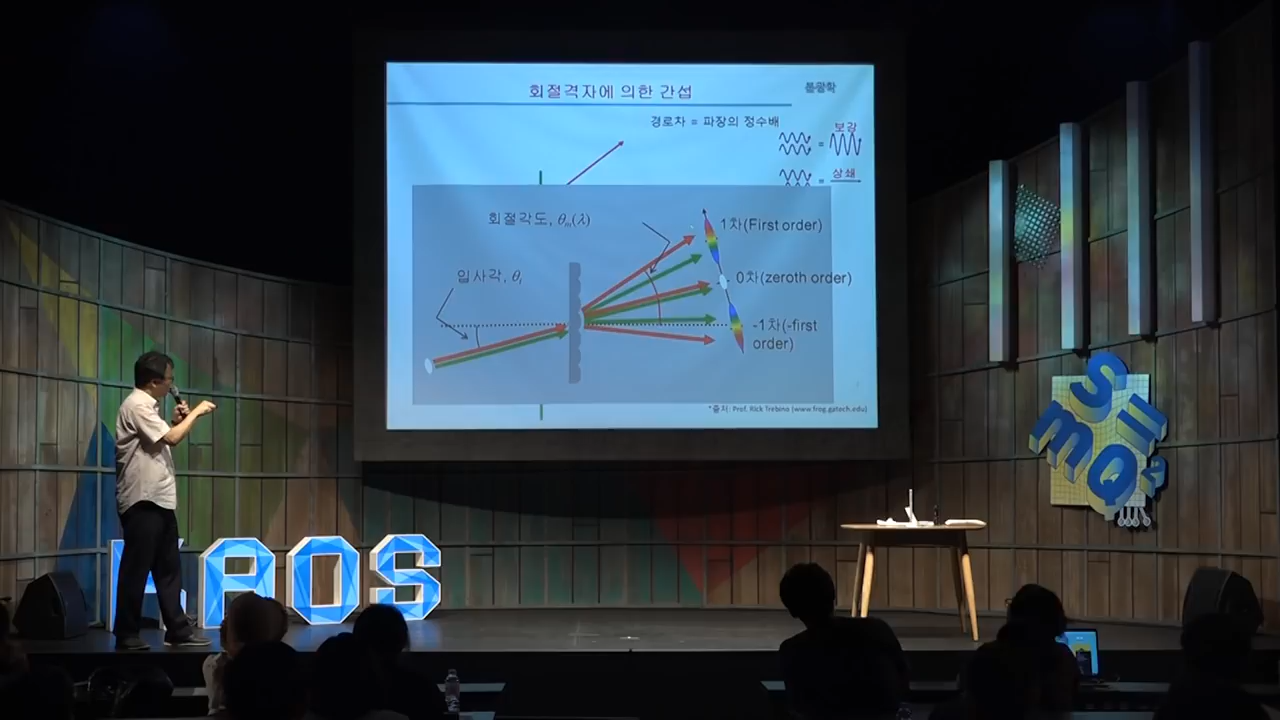 회절격자에 의한 간섭
물광학
경로차 = 파장의 정수배
보강
=
상쇄
=
회절각도, θm(λ)
1차(First order)
입사각, θi
0차(zeroth order)
-1차(-first
order)
*출처: Prof. Rick Trebino (www.frog.gatech.edu)
KAOS